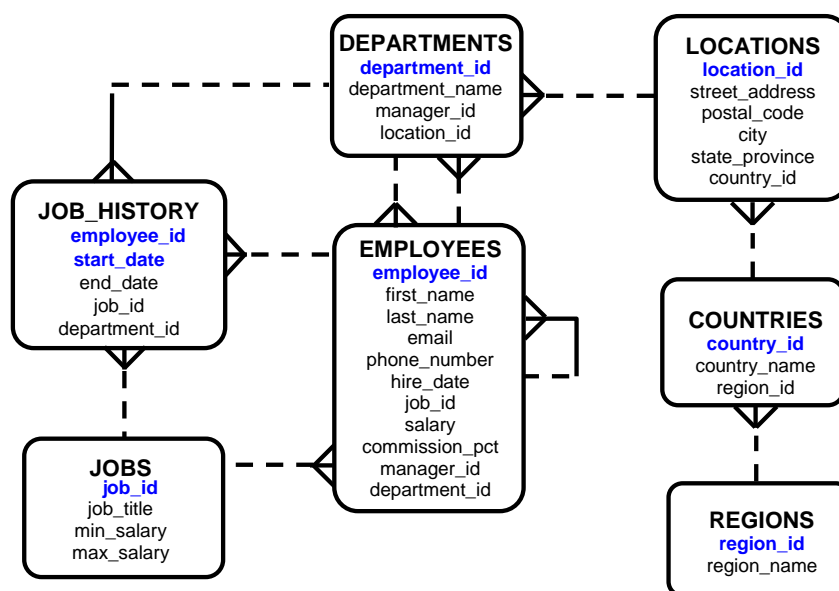 DEPARTMENTS
department_id
department_name
manager_id
location_id
LOCATIONS
location_id
street_address
postal_code
city
state_province
country_id
JOB_HISTORY
employee_id
start_date
end_date
job_id
department_id
EMPLOYEES
employee_id
first_name
last_name
email
phone_number
hire_date
job_id
salary
commission_pct
manager_id
department_id
COUNTRIES
country_id
country_name
region_id
JOBS
job_id
job_title
min_salary
max_salary
REGIONS
region_id
region_name